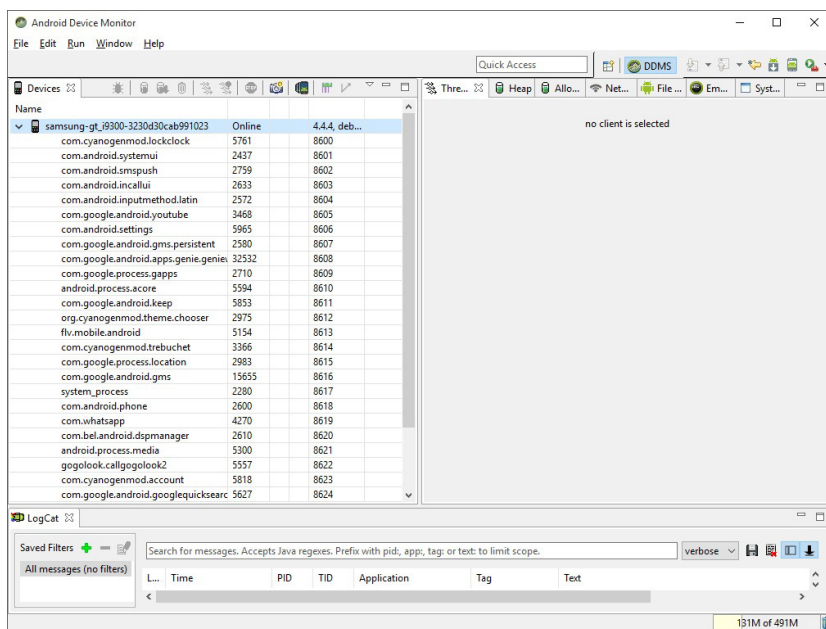 Android Device Monitor
File Edit Run Window Help
Quick Access DDMS
Devices
Name
samsung-gt_i9300-3230d30cab991023 Online 4.4.4, deb...
com.cyanogenmod.lockclock 5761 8600
com.android.systemui 2437 8601
com.android.smspush 2759 8602
com.android.incallui 2633 8603
com.android.inputmethod.latin 2572 8604
com.google.android.youtube 3468 8605
com.android.settings 5965 8606
com.google.android.gms.persistent 2580 8607
com.google.android.apps.genie.genie 32532 8608
com.google.process.gapps 2710 8609
android.process.acore 5594 8610
com.google.android.keep 5853 8611
org.cyanogenmod.theme.chooser 2975 8612
flv.mobile.android 5154 8613
com.cyanogenmod.trebuchet 3366 8614
com.google.process.location 2983 8615
com.google.android.gms 15655 8616
system_process 2280 8617
com.android.phone 2600 8618
com.whatsapp 4270 8619
com.bel.android.dspmanager 2610 8620
android.process.media 5300 8621
gogolook.callgogolook2 5557 8622
com.cyanogenmod.account 5818 8623
com.google.android.googlequicksearc 5627 8624
Thre... Heap Allo... Net... File ... Em... Syst...
no client is selected
LogCat
Saved Filters
All messages (no filters)
Search for messages. Accepts Java regexes. Prefix with pid:, app:, tag: or text: to limit scope. verbose
L... Time PID TID Application Tag Text
131M of 491M